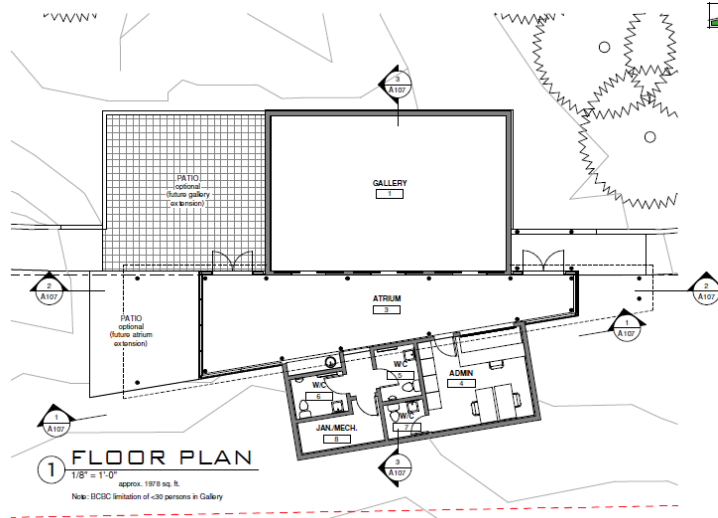 3
A107
PATIO
optional
(future gallery
extension)
GALLERY
1
2
A107
2
A107
ATRIUM
3
PATIO
optional
(future atrium
extension)
1
A107
W/C
5
ADMIN
4
W/C
6
W/C
7
JAN./MECH.
8
1
A107
3
A107
1
FLOOR PLAN
1/8" = 1'-0"
approx. 1978 sq. ft.
Note: BCBC limitation of <30 persons in Gallery